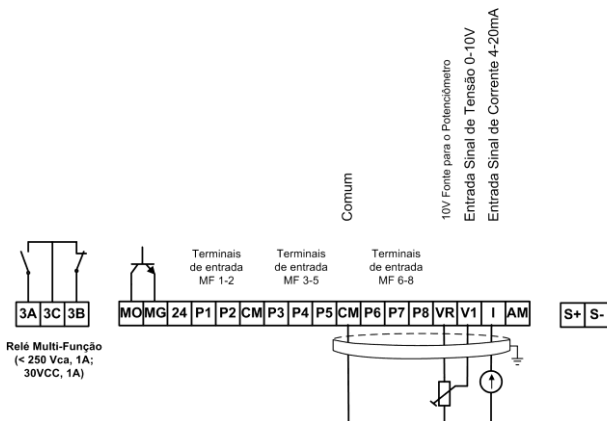 Comum
10V Fonte para o Potenciômetro
Entrada Sinal de Tensão 0-10V
Entrada Sinal de Corrente 4-20mA
Terminais
de entrada
MF 1-2
Terminais
de entrada
MF 3-5
Terminais
de entrada
MF 6-8
3A 3C 3B
MO MG 24 P1 P2 CM P3 P4 P5 CM P6 P7 P8 VR V1 I AM
S+ S-
Relé Multi-Função
(< 250 Vca, 1A;
30VCC, 1A)